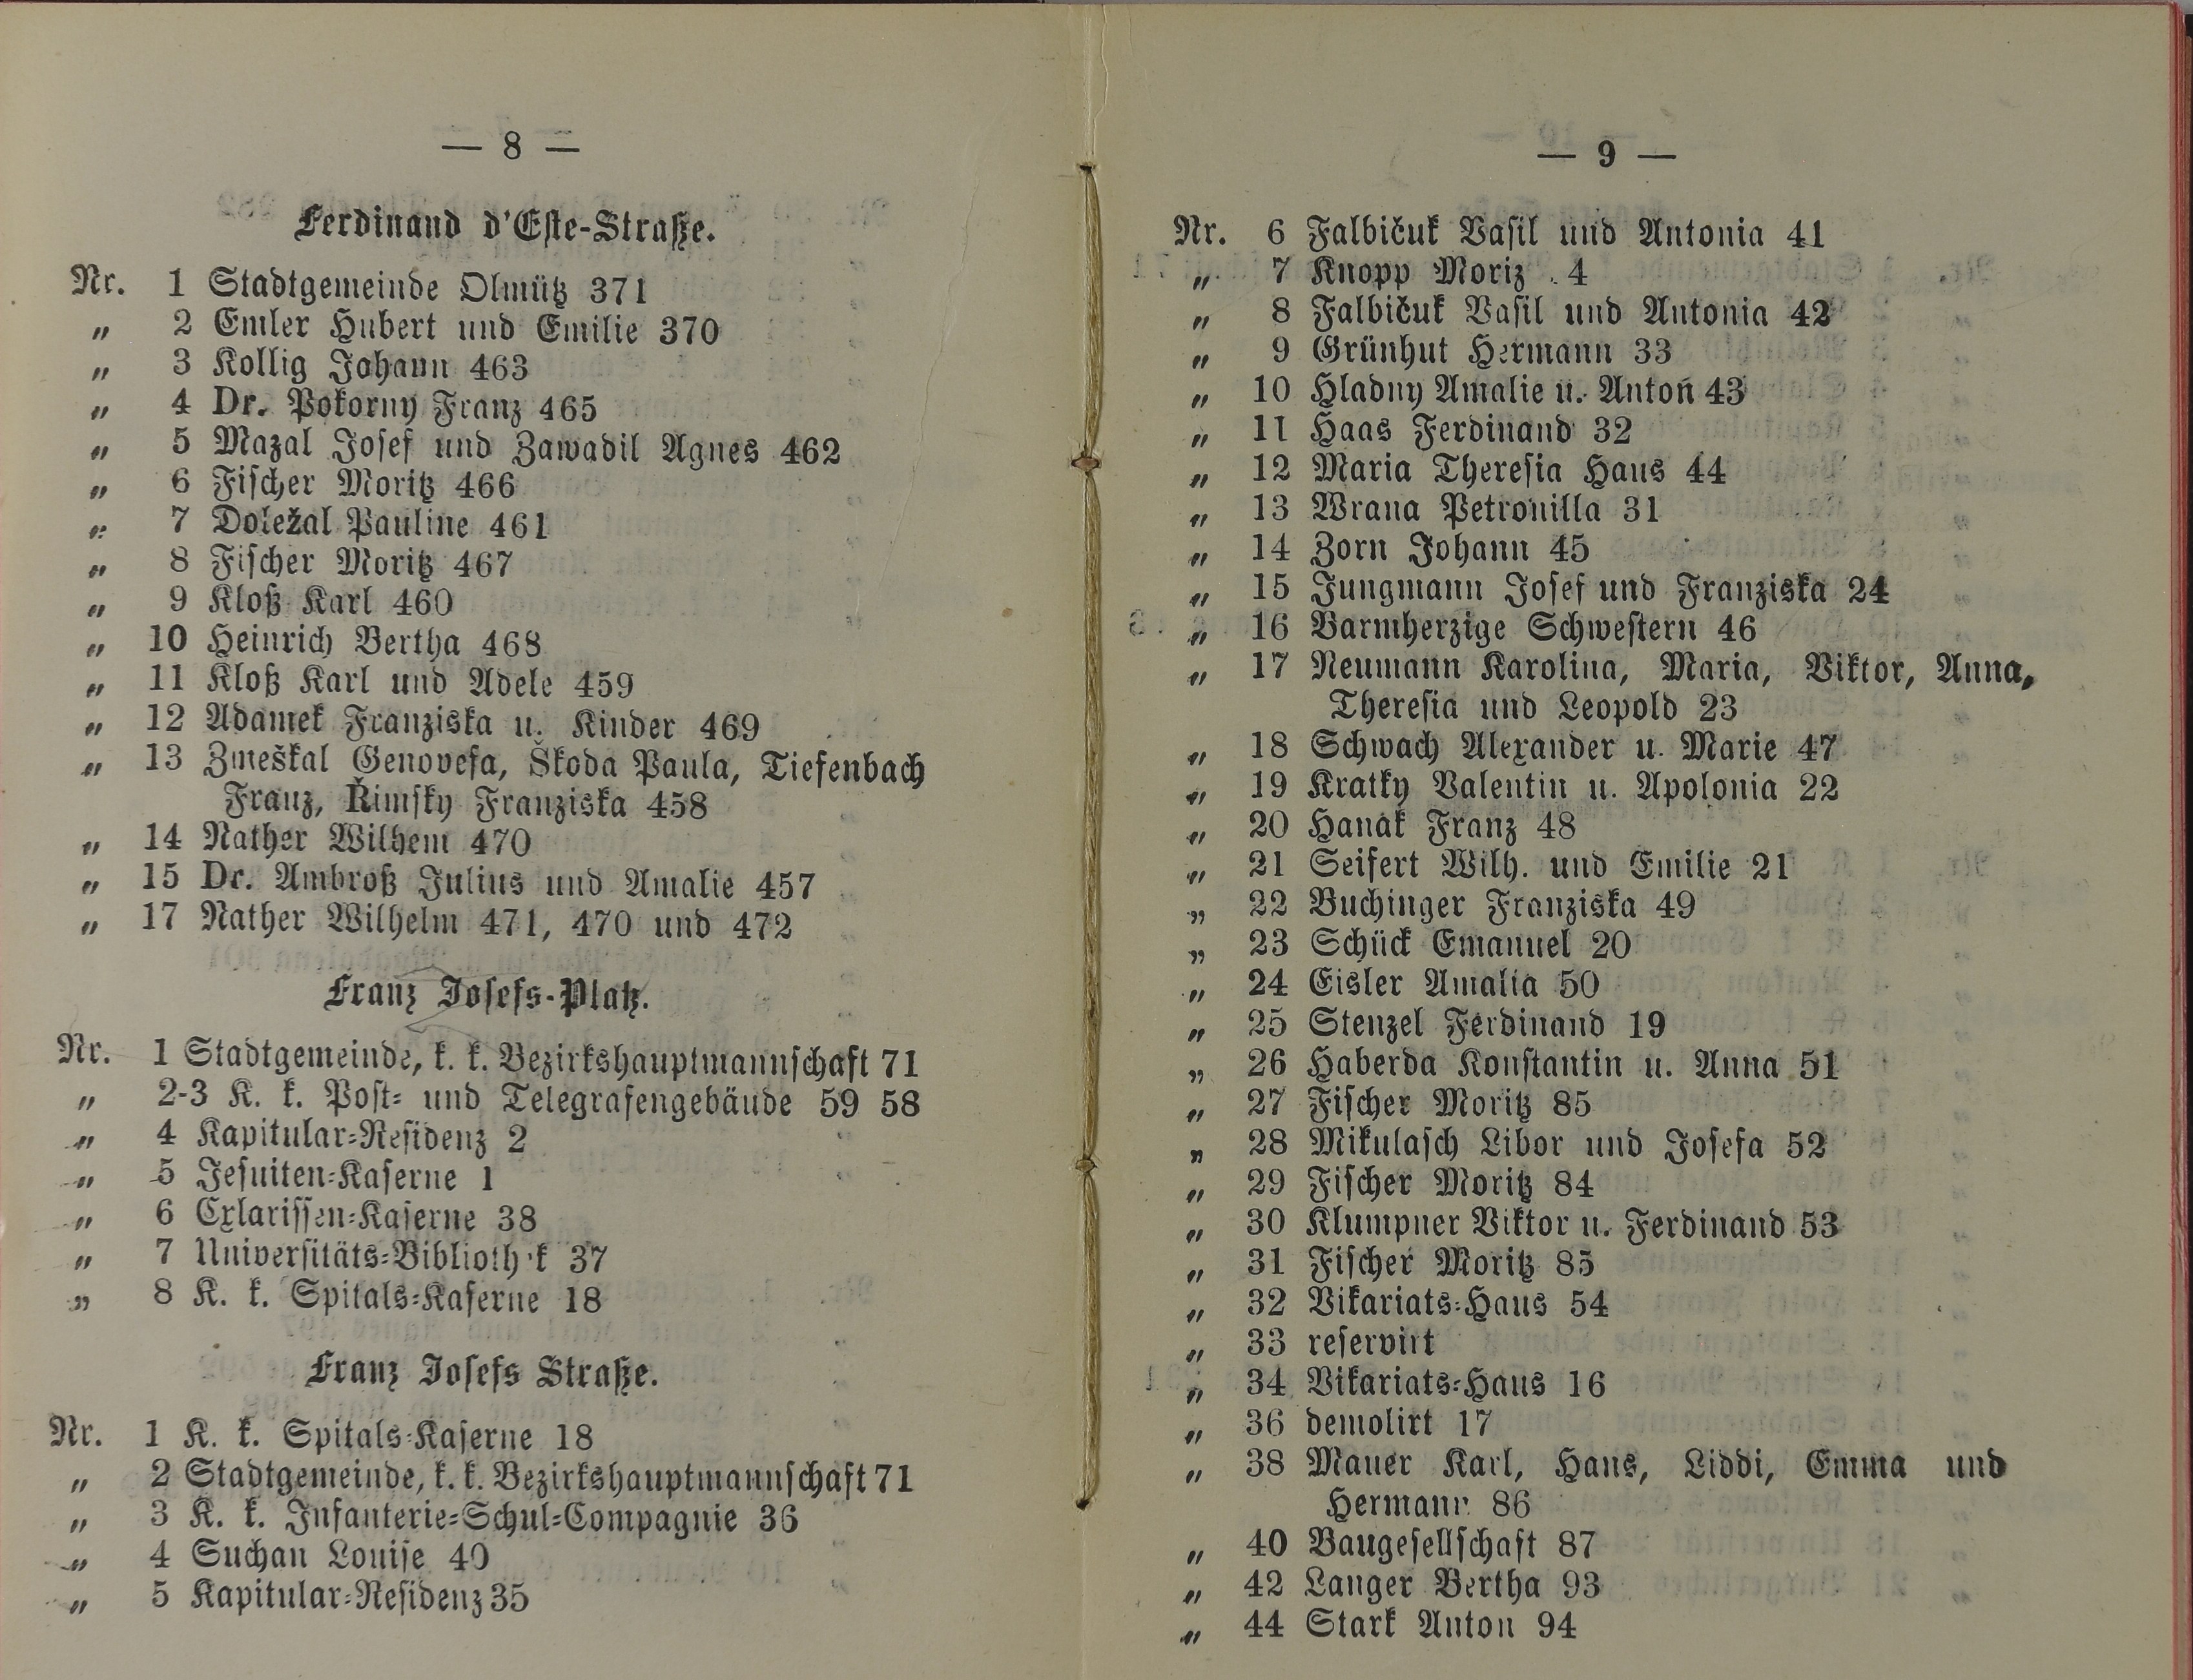 — 8 —
Ferdinand d'Este-Straße.
Nr. 1 Stadtgemeinde Olmütz 371
„ 2 Emler Hubert und Emilie 370
„ 3 Kollig Johann 463
„ 4 Dr. Pokorny Franz 465
„ 5 Mazal Josef und Zawadil Agnes 462
„ 6 Fischer Moritz 466
„ 7 Doležal Pauline 461
„ 8 Fischer Moritz 467
„ 9 Kloß Karl 460
„ 10 Heinrich Bertha 468
„ 11 Kloß Karl und Adele 459
„ 12 Adamek Franziska u. Kinder 469
„ 13 Zmeškal Genovefa, Škoda Paula, Tiefenbach
Franz, Řimsky Franziska 458
„ 14 Nather Wilhem 470
„ 15 Dr. Ambroß Julius und Amalie 457
„ 17 Nather Wilhelm 471, 470 und 472
Franz Josefs-Platz.
Nr. 1 Stadtgemeinde, k. k. Bezirkshauptmannschaft 71
„ 2-3 K. k. Post- und Telegrafengebäude 59 58
„ 4 Kapitular-Residenz 2
„ 5 Jesuiten-Kaserne 1
„ 6 Exlarissen-Kaserne 38
„ 7 Universitäts-Biblioth k 37
„ 8 K. k. Spitals-Kaserne 18
Franz Josefs Straße.
Nr. 1 K. k. Spitals-Kaserne 18
„ 2 Stadtgemeinde, k. k. Bezirkshauptmannschaft 71
„ 3 K. k. Infanterie-Schul-Compagnie 36
„ 4 Suchan Louise 40
„ 5 Kapitular-Residenz 35
— 9 —
Nr. 6 Falbičuk Vasil und Antonia 41
„ 7 Knopp Moriz 4
„ 8 Falbičuk Vasil und Antonia 42
„ 9 Grünhut Hermann 33
„ 10 Hladny Amalie u. Anton 43
„ 11 Haas Ferdinand 32
„ 12 Maria Theresia Haus 44
„ 13 Wrana Petronilla 31
„ 14 Zorn Johann 45
„ 15 Jungmann Josef und Franziska 24
„ 16 Barmherzige Schwestern 46
„ 17 Neumann Karolina, Maria, Viktor, Anna,
Theresia und Leopold 23
„ 18 Schwach Alexander u. Marie 47
„ 19 Kratky Valentin u. Apolonia 22
„ 20 Hanák Franz 48
„ 21 Seifert Wilh. und Emilie 21
„ 22 Buchinger Franziska 49
„ 23 Schück Emanuel 20
„ 24 Eisler Amalia 50
„ 25 Stenzel Ferdinand 19
„ 26 Haberda Konstantin u. Anna 51
„ 27 Fischer Moritz 85
„ 28 Mikulasch Libor und Josefa 52
„ 29 Fischer Moritz 84
„ 30 Klumpner Viktor u. Ferdinand 53
„ 31 Fischer Moritz 85
„ 32 Vikariats-Haus 54
„ 33 reservirt
„ 34 Vikariats-Haus 16
„ 36 demolirt 17
„ 38 Mauer Karl, Hans, Liddi, Emma und
Hermann 86
„ 40 Baugesellschaft 87
„ 42 Langer Bertha 93
„ 44 Stark Anton 94